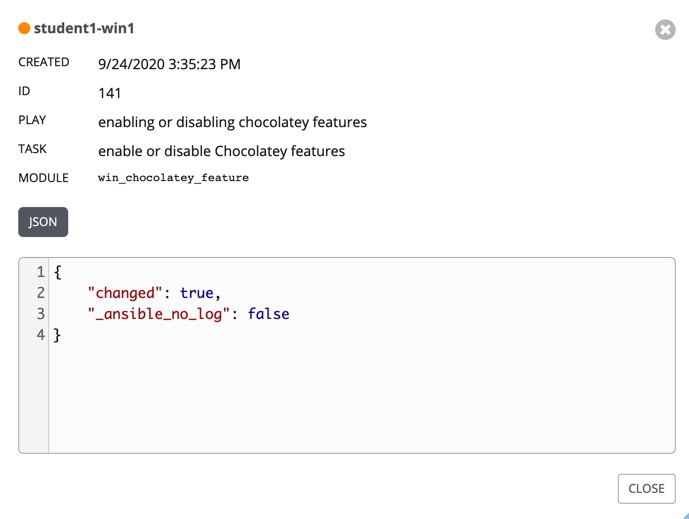 student1-win1
CREATED 9/24/2020 3:35:23 PM
ID 141
PLAY enabling or disabling chocolatey features
TASK enable or disable Chocolatey features
MODULE win_chocolatey_feature
JSON
1 {
2 "changed": true,
3 "_ansible_no_log": false
4 }
CLOSE